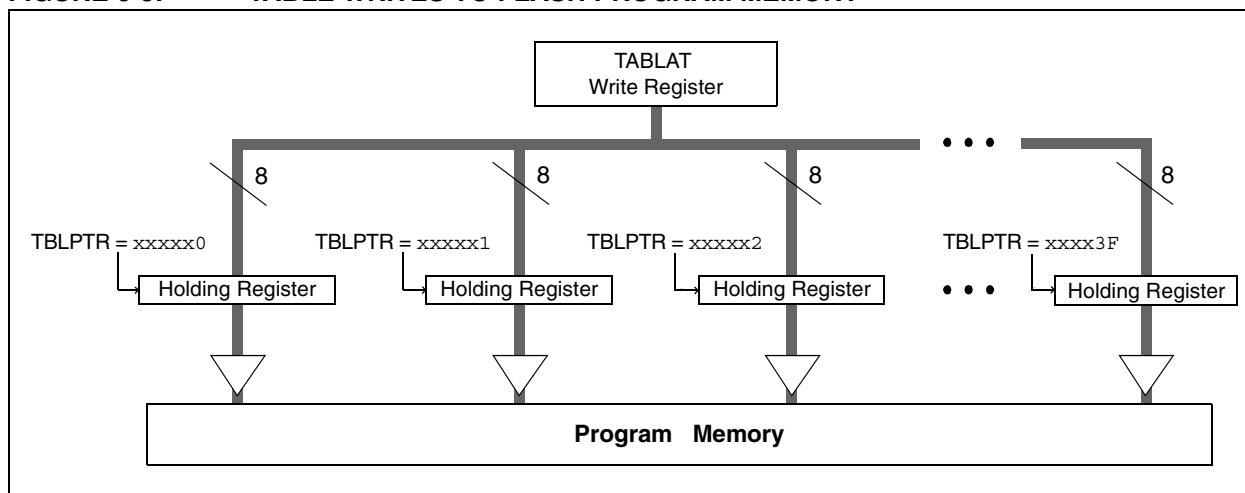 TABLAT
Write Register
8 8 8 8
TBLPTR = xxxxx0 TBLPTR = xxxxx1 TBLPTR = xxxxx2 TBLPTR = xxxx3F
Holding Register Holding Register Holding Register Holding Register
Program Memory